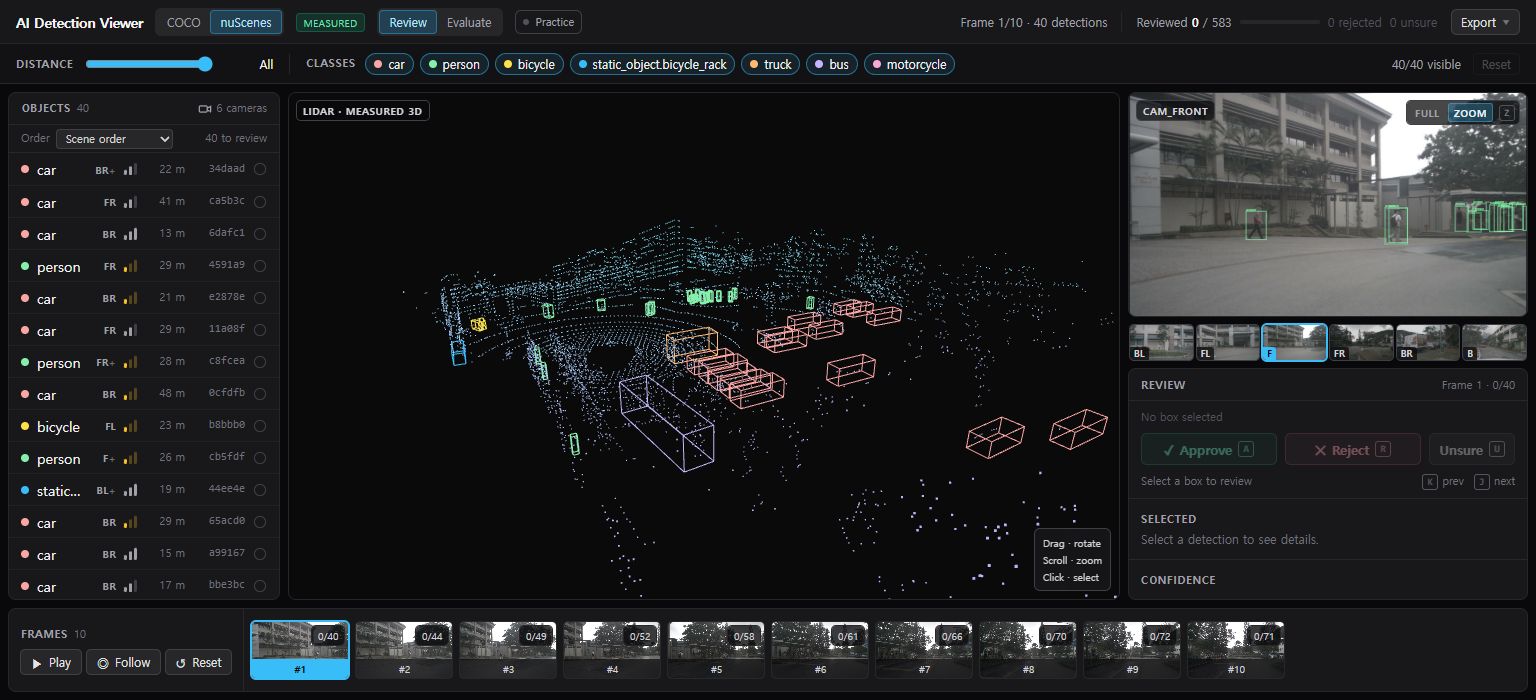 AI Detection Viewer COCO nuScenes MEASURED Review Evaluate Practice Frame 1/10 · 40 detections Reviewed 0 / 583 0 rejected 0 unsure Export
DISTANCE All CLASSES car person bicycle static_object.bicycle_rack truck bus motorcycle 40/40 visible Reset
OBJECTS 40 6 cameras
Order Scene order 40 to review
car BR+ 22 m 34daad
car FR 41 m ca5b3c
car BR 13 m 6dafc1
person FR 29 m 4591a9
car BR 21 m e2878e
car FR 29 m 11a08f
person FR+ 28 m c8fcea
car BR 48 m 0cfdfb
bicycle FL 23 m b8bbb0
person F+ 26 m cb5fdf
static... BL+ 19 m 44ee4e
car BR 29 m 65acd0
car BR 15 m a99167
car BR 17 m bbe3bc
LIDAR · MEASURED 3D
Drag · rotate
Scroll · zoom
Click · select
CAM_FRONT FULL ZOOM Z
BL FL F FR BR B
REVIEW Frame 1 · 0/40
No box selected
✓ Approve A ✕ Reject R Unsure U
Select a box to review K prev J next
SELECTED
Select a detection to see details.
CONFIDENCE
FRAMES 10
Play Follow Reset
0/40 0/44 0/49 0/52 0/58 0/61 0/66 0/70 0/72 0/71
#1 #2 #3 #4 #5 #6 #7 #8 #9 #10